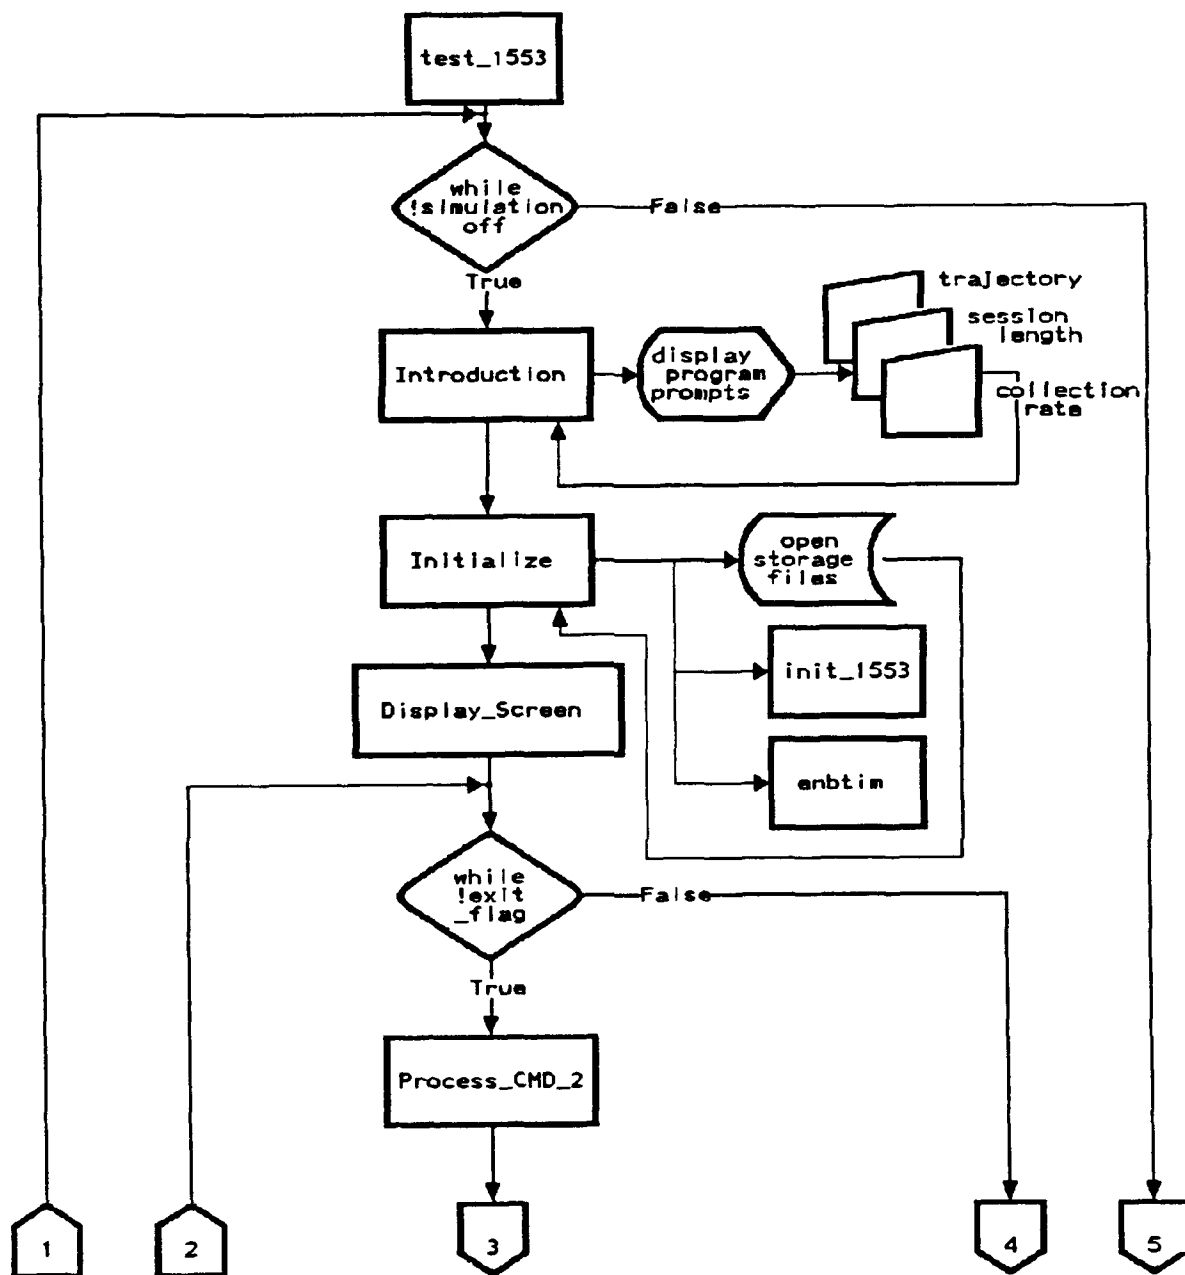 test_1553
while
!simulation
off
False
True
trajectory
session
length
collection
rate
Introduction
display
program
prompts
Initialize
open
storage
files
init_1553
Display_Screen
enbtim
while
!exit
_flag
False
True
Process_CMD_2
1
2
3
4
5